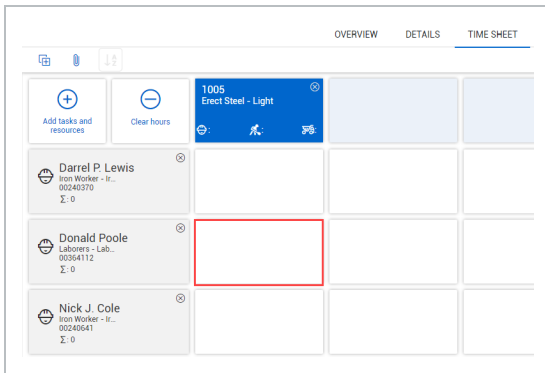 OVERVIEW DETAILS TIME SHEET
Add tasks and
resources
Clear hours
1005
Erect Steel - Light
:
:
:
Darrel P. Lewis
Iron Worker - Ir...
00240370
Σ: 0
Donald Poole
Laborers - Lab...
00364112
Σ: 0
Nick J. Cole
Iron Worker - Ir...
00240641
Σ: 0